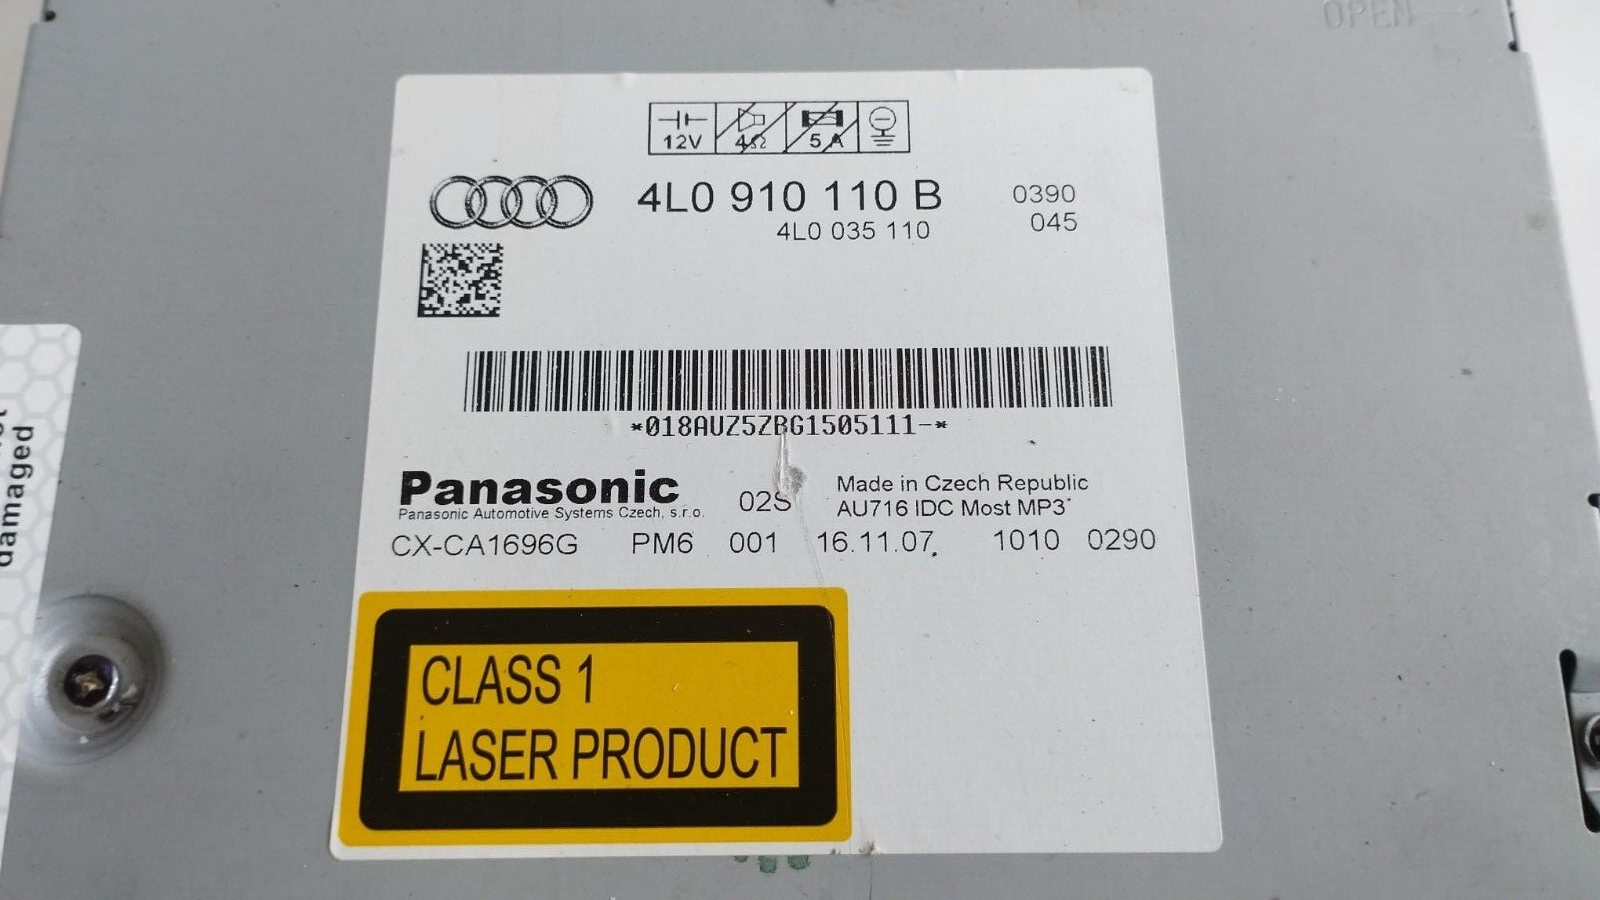 OPEN
12V 4Ω 5 A
4L0 910 110 B 0390
4L0 035 110 045
*018AUZ5ZBG1505111-*
Panasonic 02S Made in Czech Republic
Panasonic Automotive Systems Czech, s.r.o. AU716 IDC Most MP3*
CX-CA1696G PM6 001 16.11.07. 1010 0290
CLASS 1
LASER PRODUCT
damaged